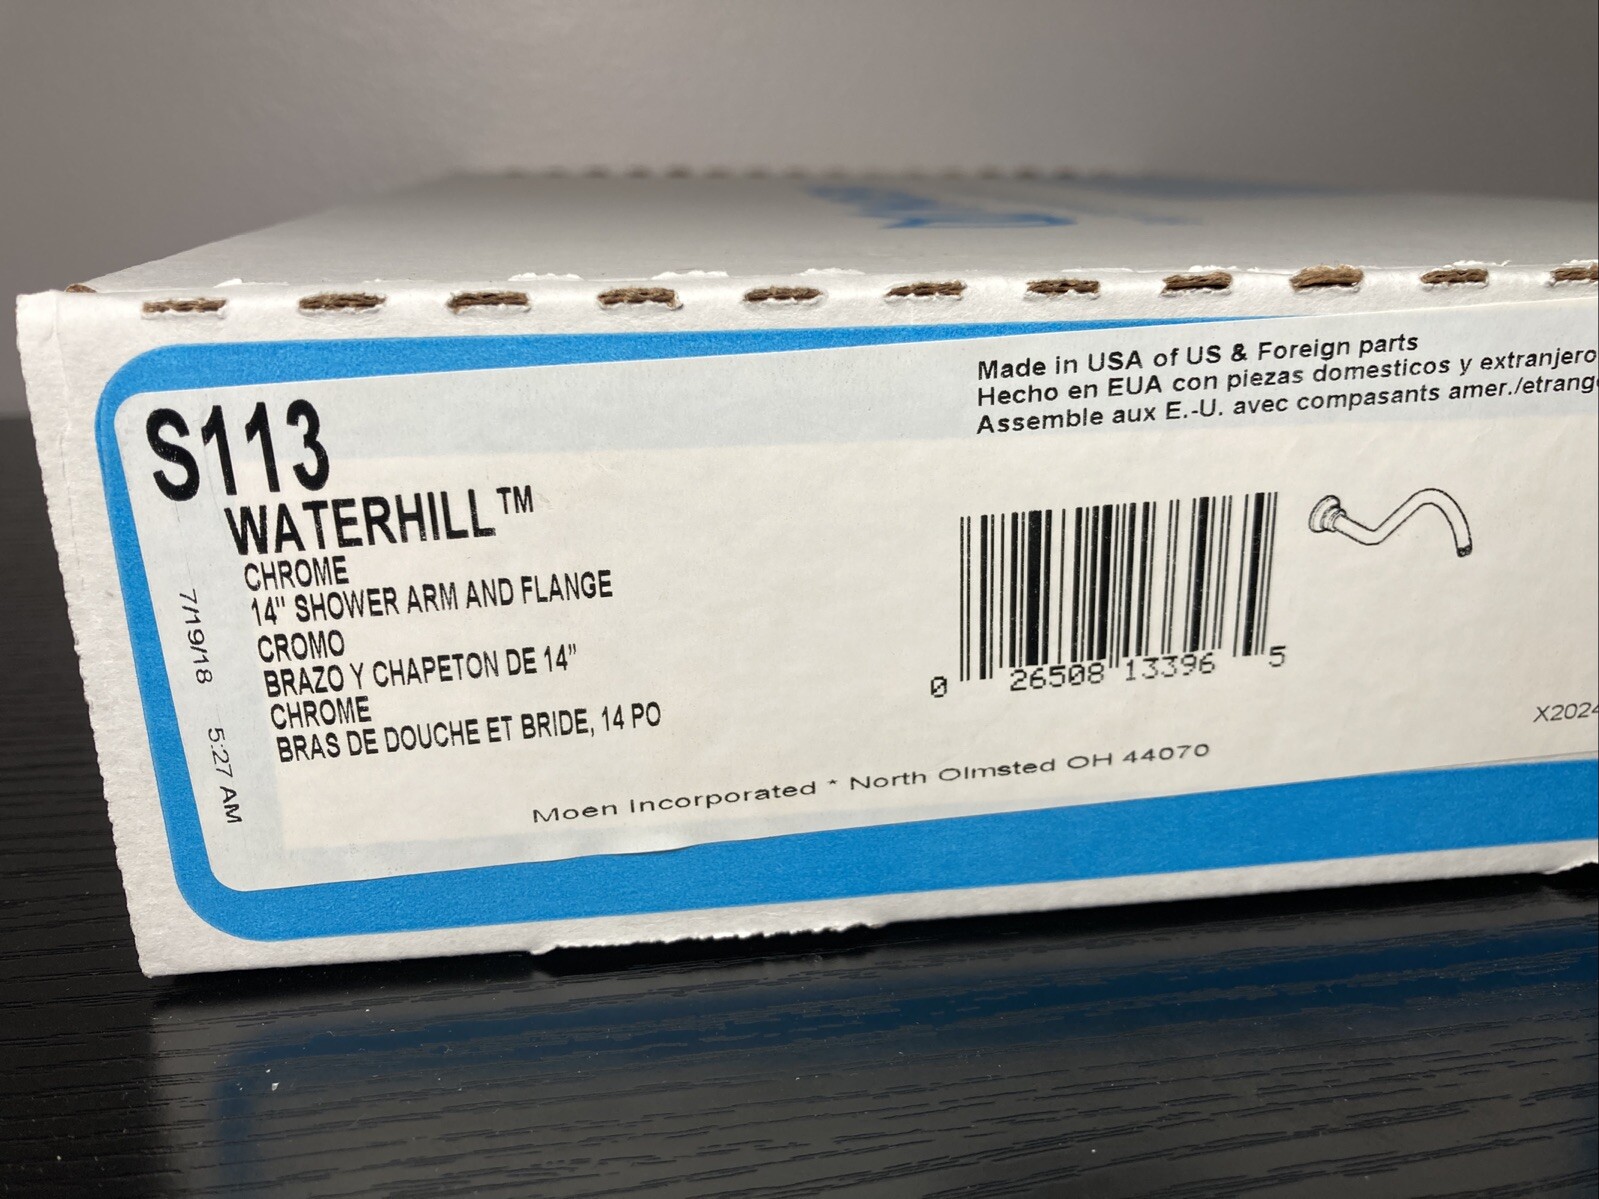 Made in USA of US & Foreign parts
Hecho en EUA con piezas domesticos y extranjero
Assemble aux E.-U. avec compasants amer./etrang
S113
WATERHILL™
CHROME
14" SHOWER ARM AND FLANGE
CROMO
BRAZO Y CHAPETON DE 14"
CHROME
BRAS DE DOUCHE ET BRIDE, 14 PO
7/19/18 5:27 AM
0 26508 13396 5
X2024
Moen Incorporated * North Olmsted OH 44070